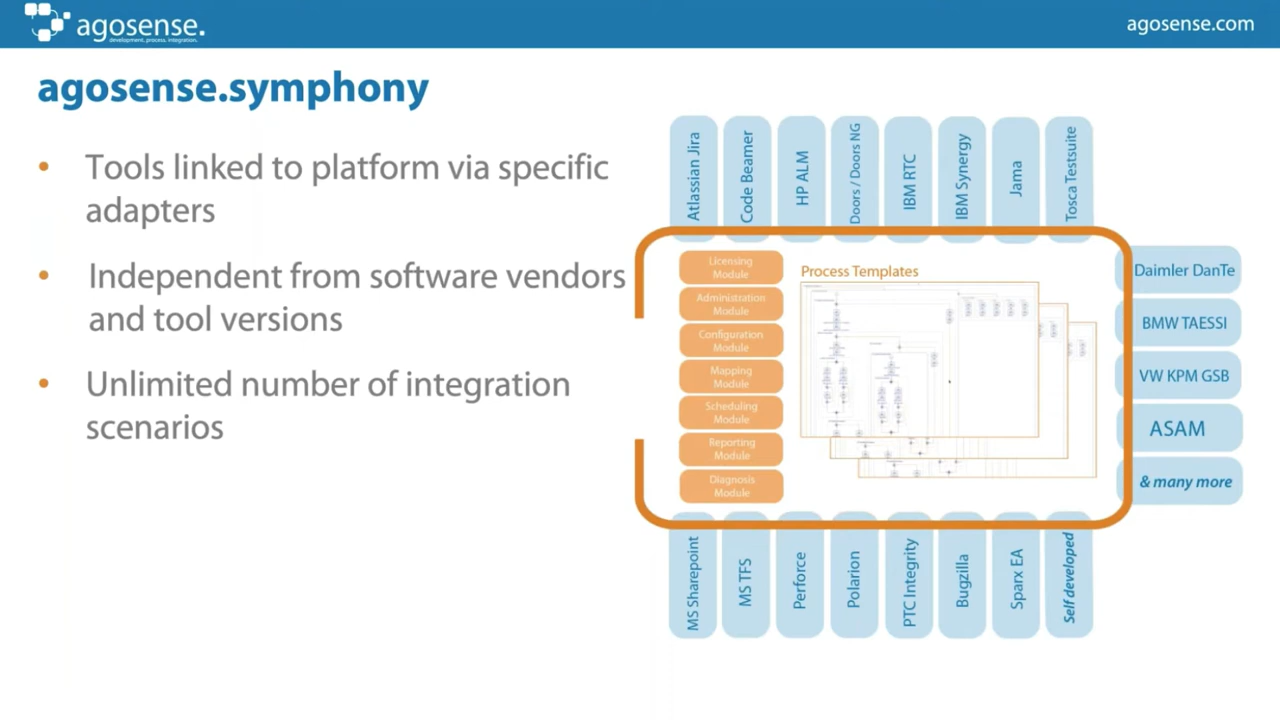 agosense.
development, process, integration.
agosense.com
agosense.symphony
• Tools linked to platform via specific
adapters
• Independent from software vendors
and tool versions
• Unlimited number of integration
scenarios
Atlassian Jira
Code Beamer
HP ALM
Doors / Doors NG
IBM RTC
IBM Synergy
Jama
Tosca Testsuite
Licensing
Module
Administration
Module
Configuration
Module
Mapping
Module
Scheduling
Module
Reporting
Module
Diagnosis
Module
Process Templates
Daimler DanTe
BMW TAESSI
VW KPM GSB
ASAM
& many more
MS Sharepoint
MS TFS
Perforce
Polarion
PTC Integrity
Bugzilla
Sparx EA
Self developed